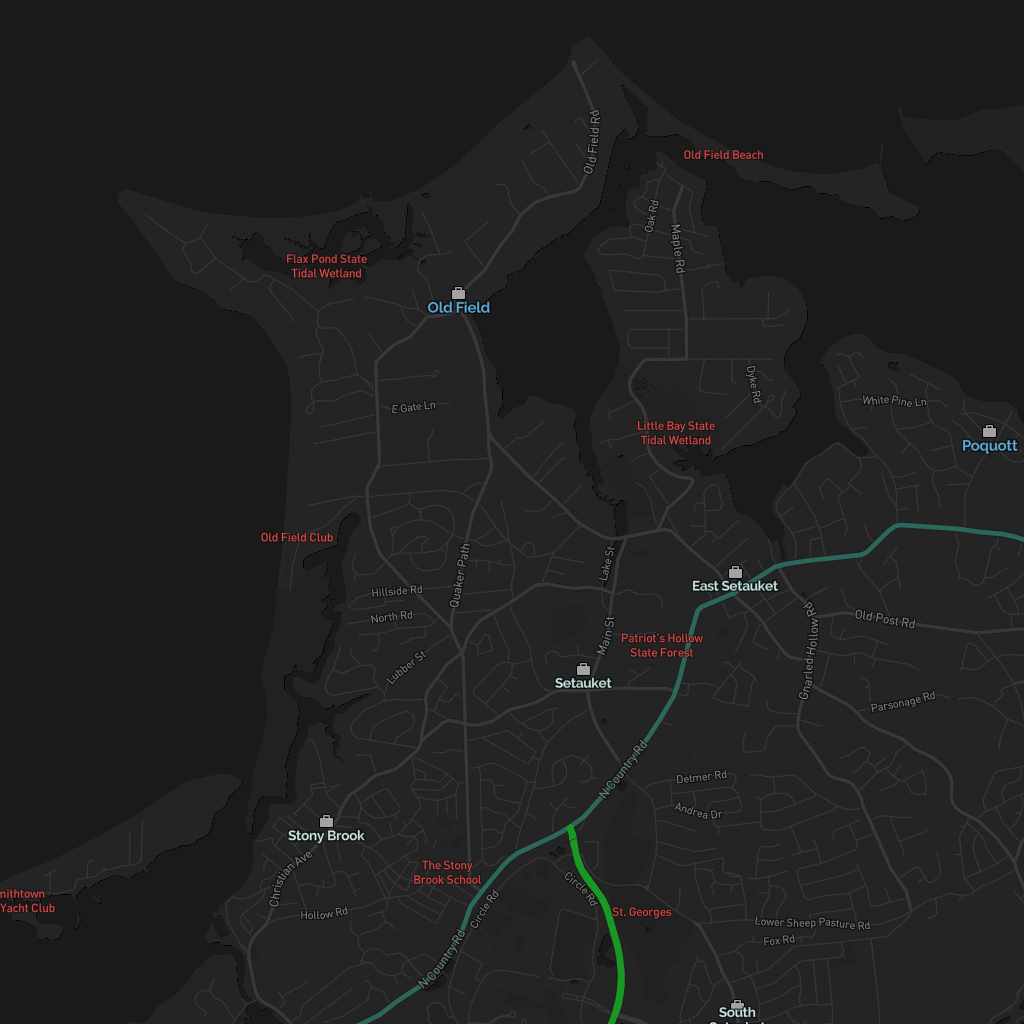 Old Field Rd
Old Field Beach
Oak Rd
Maple Rd
Flax Pond State
Tidal Wetland
Old Field
Dyke Rd
White Pine Ln
E Gate Ln
Little Bay State
Tidal Wetland
Poquott
Old Field Club
Quaker Path
Lake St
East Setauket
Hillside Rd
North Rd
Gnarled Hollow Rd
Old Post Rd
Main St
Patriot's Hollow
State Forest
Lubber St
Setauket
Parsonage Rd
N Country Rd
Detmer Rd
Andrea Dr
Stony Brook
Christian Ave
The Stony
Brook School
Circle Rd
mithtown
Yacht Club
Circle Rd
Hollow Rd
St. Georges
Lower Sheep Pasture Rd
Fox Rd
N Country Rd
South